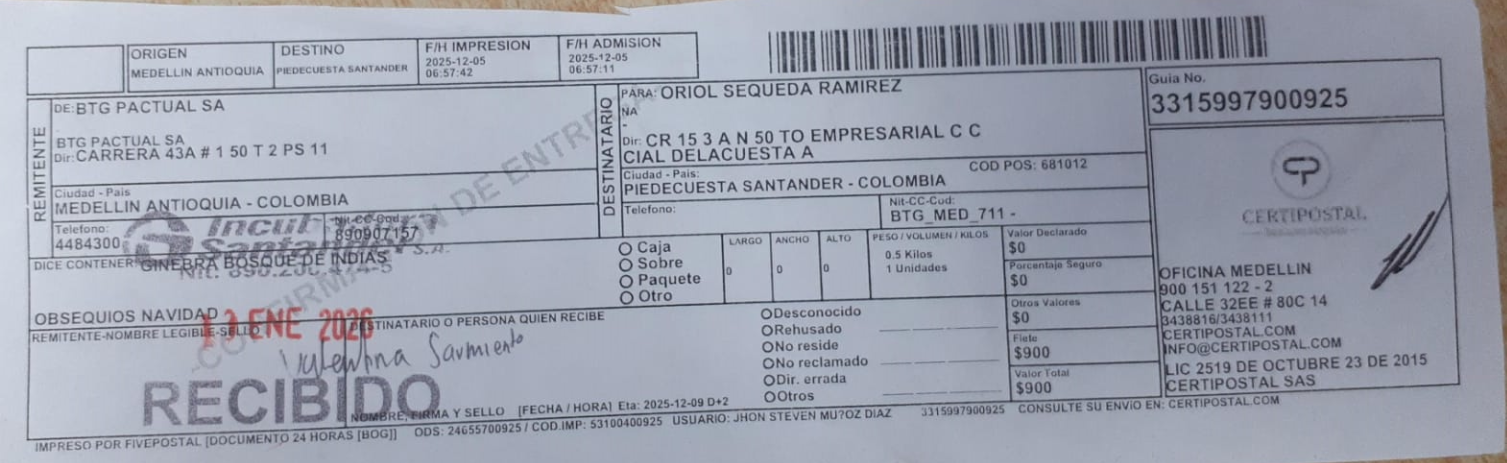 ORIGEN
MEDELLIN ANTIOQUIA
DESTINO
PIEDECUESTA SANTANDER
F/H IMPRESION
2025-12-05
06:57:42
F/H ADMISION
2025-12-05
06:57:11
REMITENTE
DE:BTG PACTUAL SA
BTG PACTUAL SA
Dir:CARRERA 43A # 1 50 T 2 PS 11
Ciudad - Pais
MEDELLIN ANTIOQUIA - COLOMBIA
Telefono:
4484300
Nit-CC-Cod:
890907157
DESTINATARIO
PARA: ORIOL SEQUEDA RAMIREZ
NA
-
Dir: CR 15 3 A N 50 TO EMPRESARIAL C C
CIAL DELACUESTA A
COD POS: 681012
Ciudad - Pais:
PIEDECUESTA SANTANDER - COLOMBIA
Telefono:
Nit-CC-Cud:
BTG_MED_711 -
Guia No.
3315997900925
CERTIPOSTAL
OFICINA MEDELLIN
900 151 122 - 2
CALLE 32EE # 80C 14
3438816/3438111
CERTIPOSTAL.COM
INFO@CERTIPOSTAL.COM
LIC 2519 DE OCTUBRE 23 DE 2015
CERTIPOSTAL SAS
DICE CONTENER: GINEBRA BOSQUE DE INDIAS
OBSEQUIOS NAVIDAD
Caja
Sobre
Paquete
Otro
LARGO
0
ANCHO
0
ALTO
0
PESO / VOLUMEN / KILOS
0.5 Kilos
1 Unidades
Valor Declarado
$0
Porcentaje Seguro
$0
Otros Valores
$0
Flete
$900
Valor Total
$900
REMITENTE-NOMBRE LEGIBLE-SELLO
DESTINATARIO O PERSONA QUIEN RECIBE
Desconocido
Rehusado
No reside
No reclamado
Dir. errada
Otros
ENE 2026
Valentina Sarmiento
RECIBIDO
NOMBRE, FIRMA Y SELLO [FECHA / HORA] Eta: 2025-12-09 D+2
IMPRESO POR FIVEPOSTAL [DOCUMENTO 24 HORAS [BOG]] ODS: 24655700925 / COD.IMP: 53100400925 USUARIO: JHON STEVEN MU?OZ DIAZ 3315997900925 CONSULTE SU ENVíO EN: CERTIPOSTAL.COM